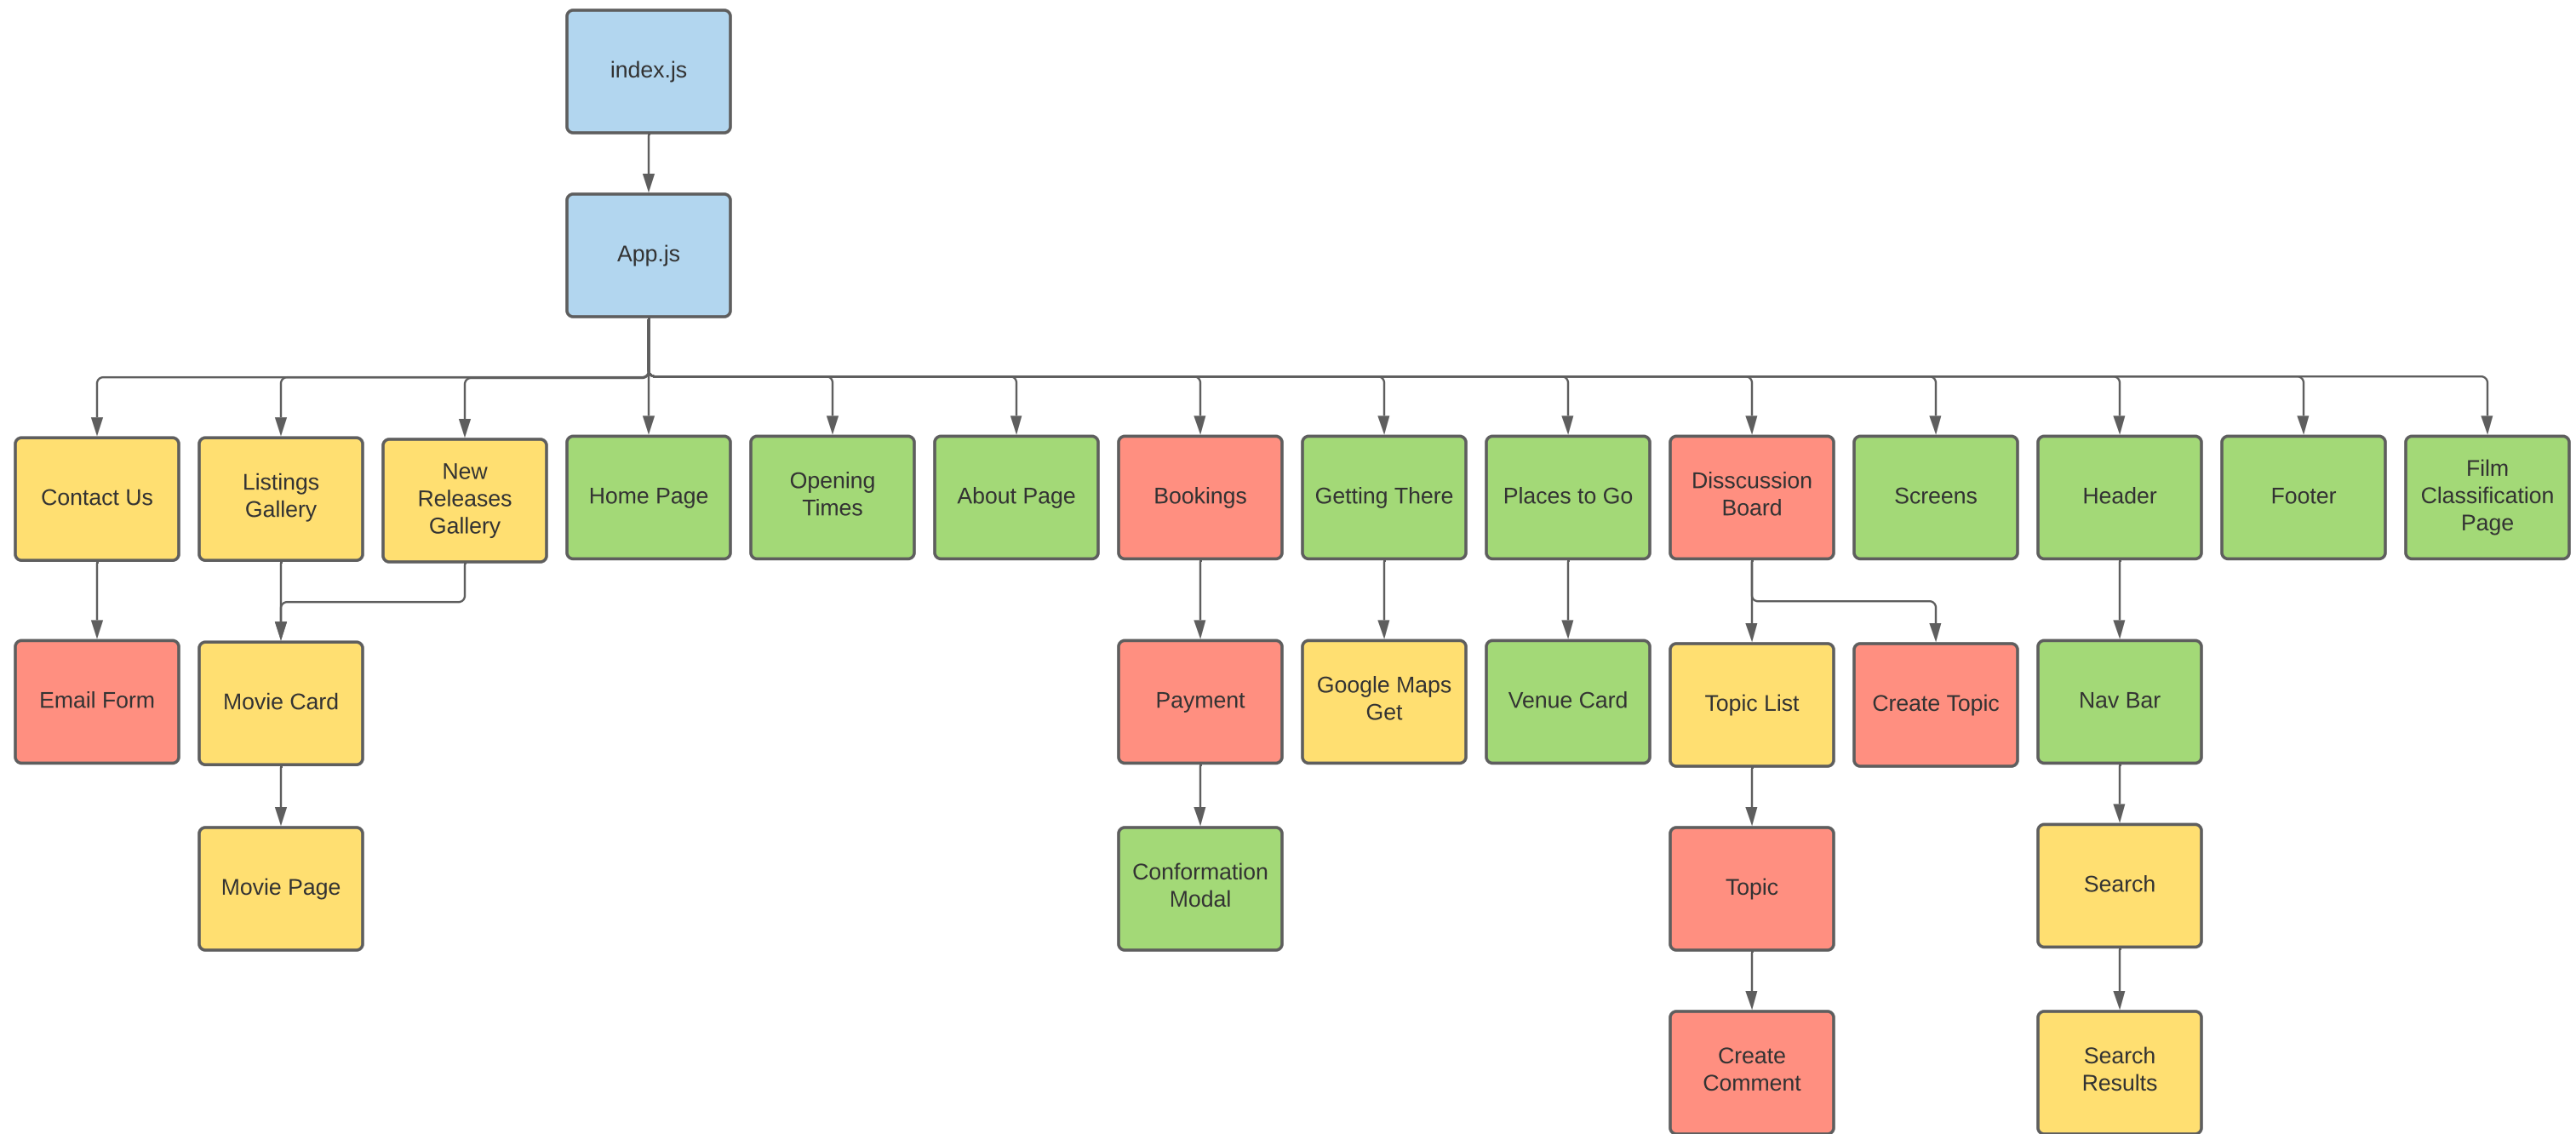 index.js
App.js
Contact Us
Listings
Gallery
New
Releases
Gallery
Home Page
Opening
Times
About Page
Bookings
Getting There
Places to Go
Disscussion
Board
Screens
Header
Footer
Film
Classification
Page
Email Form
Movie Card
Payment
Google Maps
Get
Venue Card
Topic List
Create Topic
Nav Bar
Movie Page
Conformation
Modal
Topic
Search
Create
Comment
Search
Results